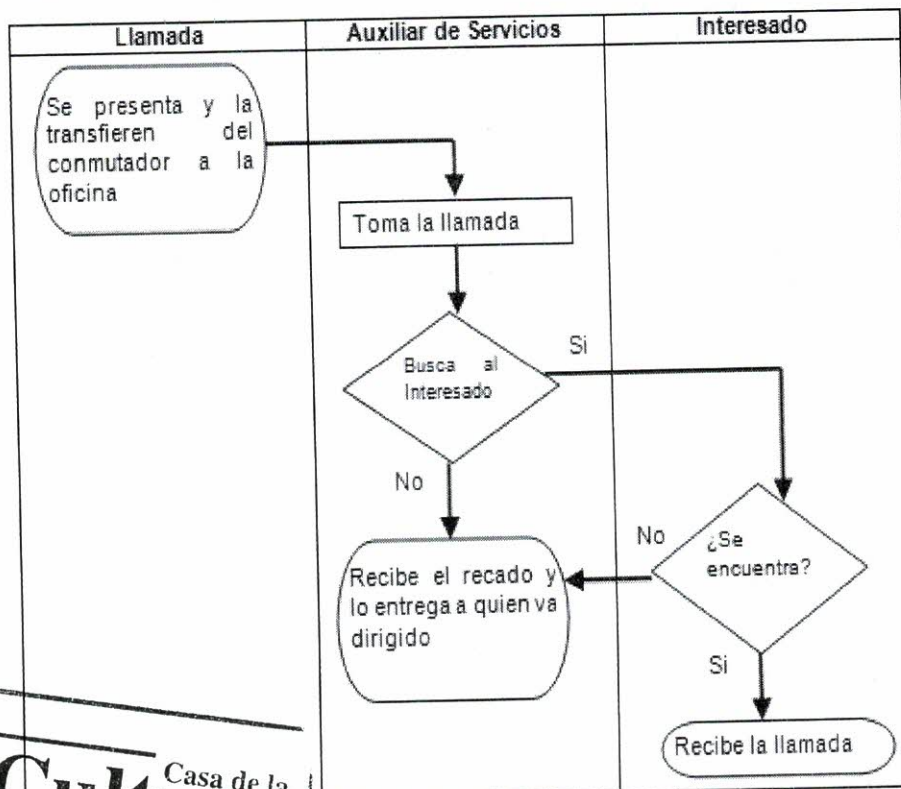 Llamada
Auxiliar de Servicios
Interesado
Se presenta y la
transfieren del
conmutador a la
oficina
Toma la llamada
Busca al
Interesado
Si
No
¿Se
encuentra?
No
Recibe el recado y
lo entrega a quien va
dirigido
Si
Recibe la llamada
Casa de la